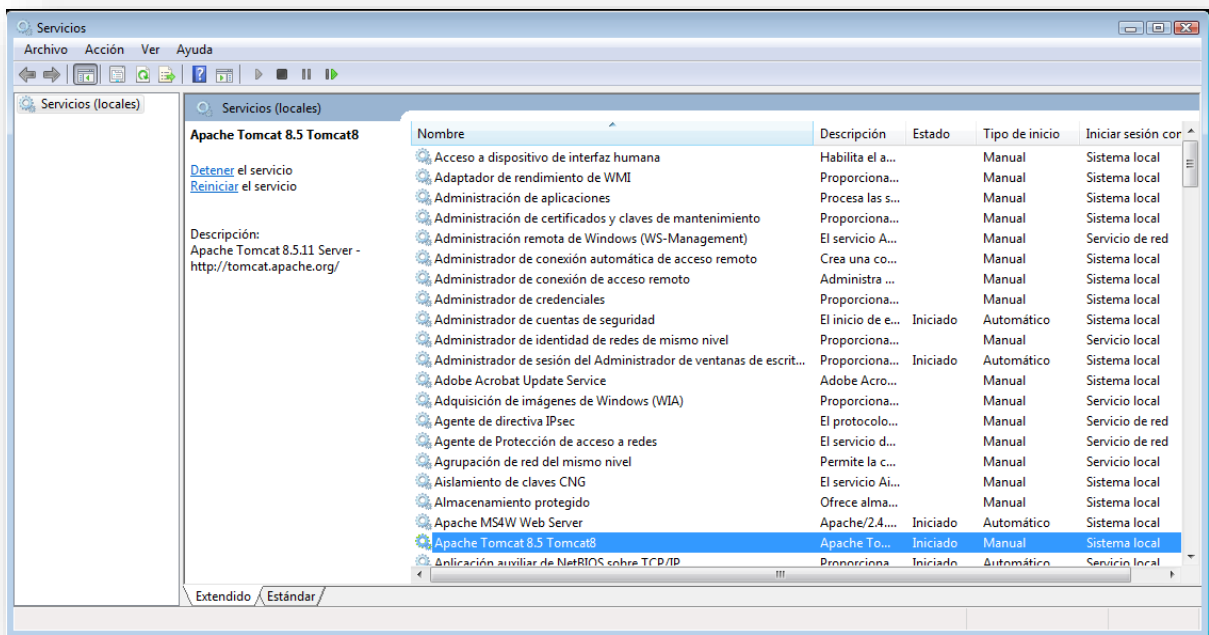 Servicios
Archivo Acción Ver Ayuda
Servicios (locales)
Servicios (locales)
Apache Tomcat 8.5 Tomcat8
Detener el servicio
Reiniciar el servicio
Descripción:
Apache Tomcat 8.5.11 Server -
http://tomcat.apache.org/
Nombre Descripción Estado Tipo de inicio Iniciar sesión cor
Acceso a dispositivo de interfaz humana Habilita el a... Manual Sistema local
Adaptador de rendimiento de WMI Proporciona... Manual Sistema local
Administración de aplicaciones Procesa las s... Manual Sistema local
Administración de certificados y claves de mantenimiento Proporciona... Manual Sistema local
Administración remota de Windows (WS-Management) El servicio A... Manual Servicio de red
Administrador de conexión automática de acceso remoto Crea una co... Manual Sistema local
Administrador de conexión de acceso remoto Administra ... Manual Sistema local
Administrador de credenciales Proporciona... Manual Sistema local
Administrador de cuentas de seguridad El inicio de e... Iniciado Automático Sistema local
Administrador de identidad de redes de mismo nivel Proporciona... Manual Servicio local
Administrador de sesión del Administrador de ventanas de escrit... Proporciona... Iniciado Automático Sistema local
Adobe Acrobat Update Service Adobe Acro... Manual Sistema local
Adquisición de imágenes de Windows (WIA) Proporciona... Manual Sistema local
Agente de directiva IPsec El protocolo... Manual Servicio de red
Agente de Protección de acceso a redes El servicio d... Manual Servicio de red
Agrupación de red del mismo nivel Permite la c... Manual Servicio local
Aislamiento de claves CNG El servicio Ai... Manual Sistema local
Almacenamiento protegido Ofrece alma... Manual Sistema local
Apache MS4W Web Server Apache/2.4.... Iniciado Automático Sistema local
Apache Tomcat 8.5 Tomcat8 Apache To... Iniciado Manual Sistema local
Aplicación auxiliar de NetBIOS sobre TCP/IP Proporciona... Iniciado Automático Servicio local
Extendido Estándar